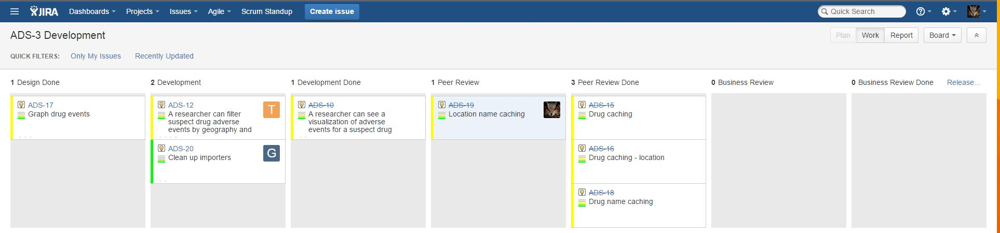 JIRA Dashboards Projects Issues Agile Scrum Standup Create issue Quick Search
ADS-3 Development Plan Work Report Board
QUICK FILTERS: Only My Issues Recently Updated
1 Design Done 2 Development 1 Development Done 1 Peer Review 3 Peer Review Done 0 Business Review 0 Business Review Done Release...
ADS-17
Graph drug events
ADS-12
A researcher can filter
suspect drug adverse
events by geography and
T
ADS-20
Clean up importers
G
ADS-10
A researcher can see a
visualization of adverse
events for a suspect drug
ADS-19
Location name caching
ADS-15
Drug caching
ADS-16
Drug caching - location
ADS-18
Drug name caching